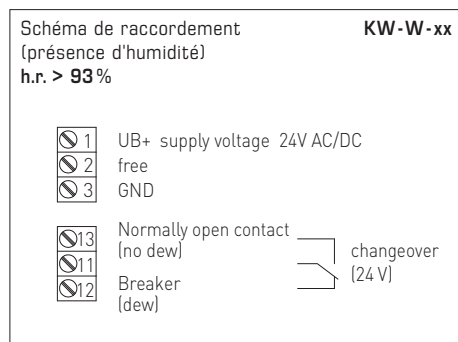 Schéma de raccordement KW-W-xx
(présence d'humidité)
h.r. > 93 %
1 UB+ supply voltage 24V AC/DC
2 free
3 GND
13 Normally open contact
(no dew)
11
12 Breaker
(dew)
changeover
(24 V)